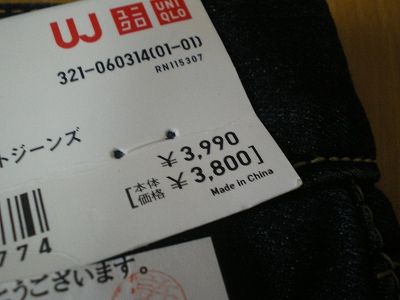 UJ ユニクロ UNIQLO
321-060314(01-01)
RN115307
トジーンズ
¥3,990
[本体価格 ¥3,800]
Made in China
774
とうございます。